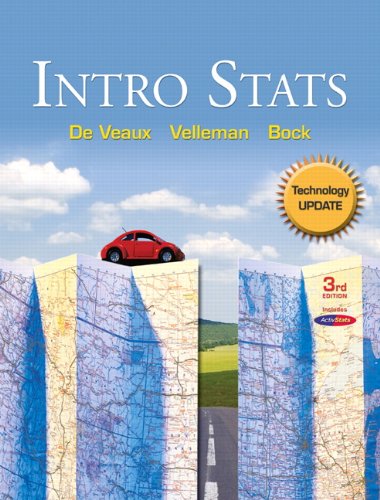 INTRO STATS
De Veaux Velleman Bock
Technology
UPDATE
3rd
EDITION
Includes
ActivStats